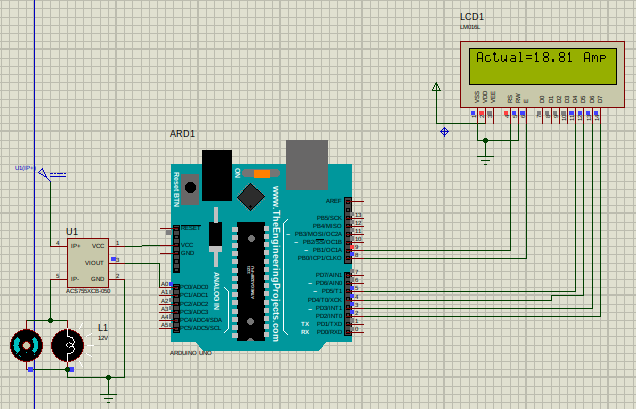 LCD1
LM016L
Actual=18.81 Amp
VSS
VDD
VEE
RS
RW
E
D0
D1
D2
D3
D4
D5
D6
D7
ARD1
ON
Reset BTN
www.TheEngineeringProjects.com
ANALOG IN
RESET
VCC
GND
A0
A1
A2
A3
A4
A5
PC0/ADC0
PC1/ADC1
PC2/ADC2
PC3/ADC3
PC4/ADC4/SDA
PC5/ADC5/SCL
AREF
PB5/SCK
PB4/MISO
PB3/MOSI/OC2A
PB2/SS/OC1B
PB1/OC1A
PB0/ICP1/CLKO
13
12
11
10
9
8
PD7/AIN1
PD6/AIN0
PD5/T1
PD4/T0/XCK
PD3/INT1
PD2/INT0
PD1/TXD
PD0/RXD
7
6
5
4
3
2
1
0
TX
RX
ARDUINO UNO
U1(IP+)
U1
4 IP+ VCC 1
VIOUT 3
5 IP- GND 2
ACS755XCB-050
L1
12V